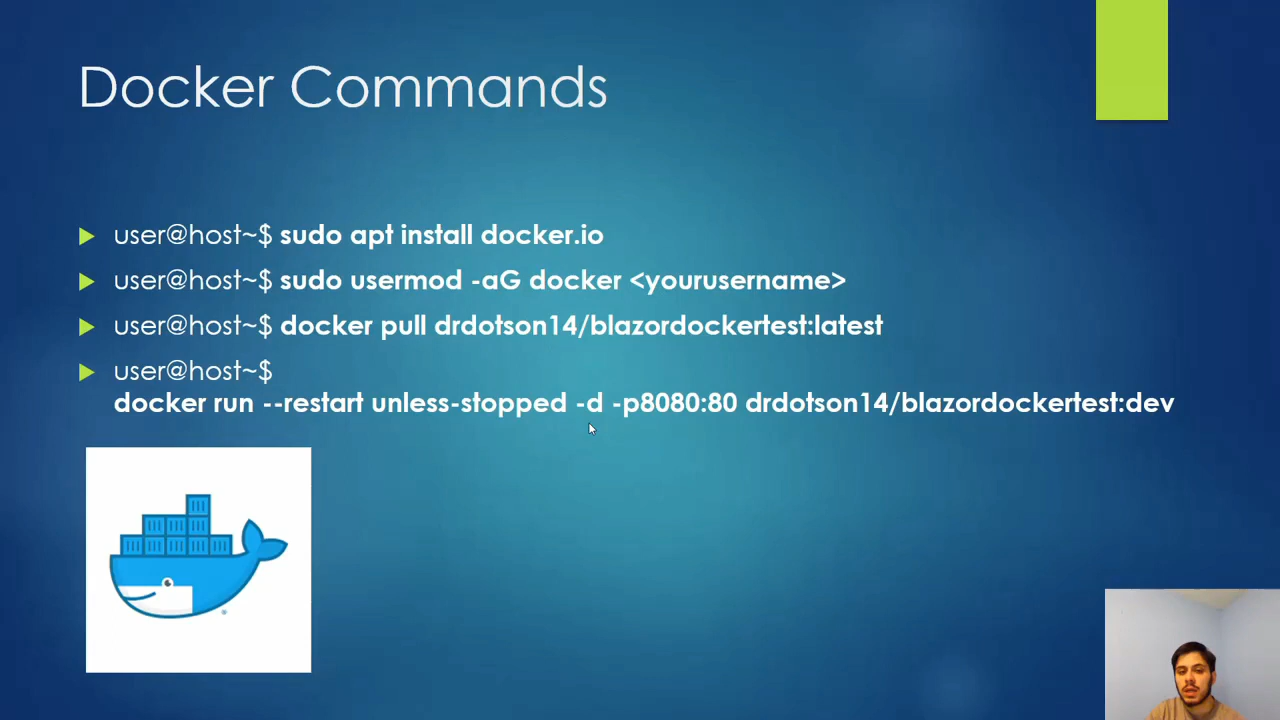 Docker Commands
user@host~$ sudo apt install docker.io
user@host~$ sudo usermod -aG docker <yourusername>
user@host~$ docker pull drdotson14/blazordockertest:latest
user@host~$
docker run --restart unless-stopped -d -p8080:80 drdotson14/blazordockertest:dev